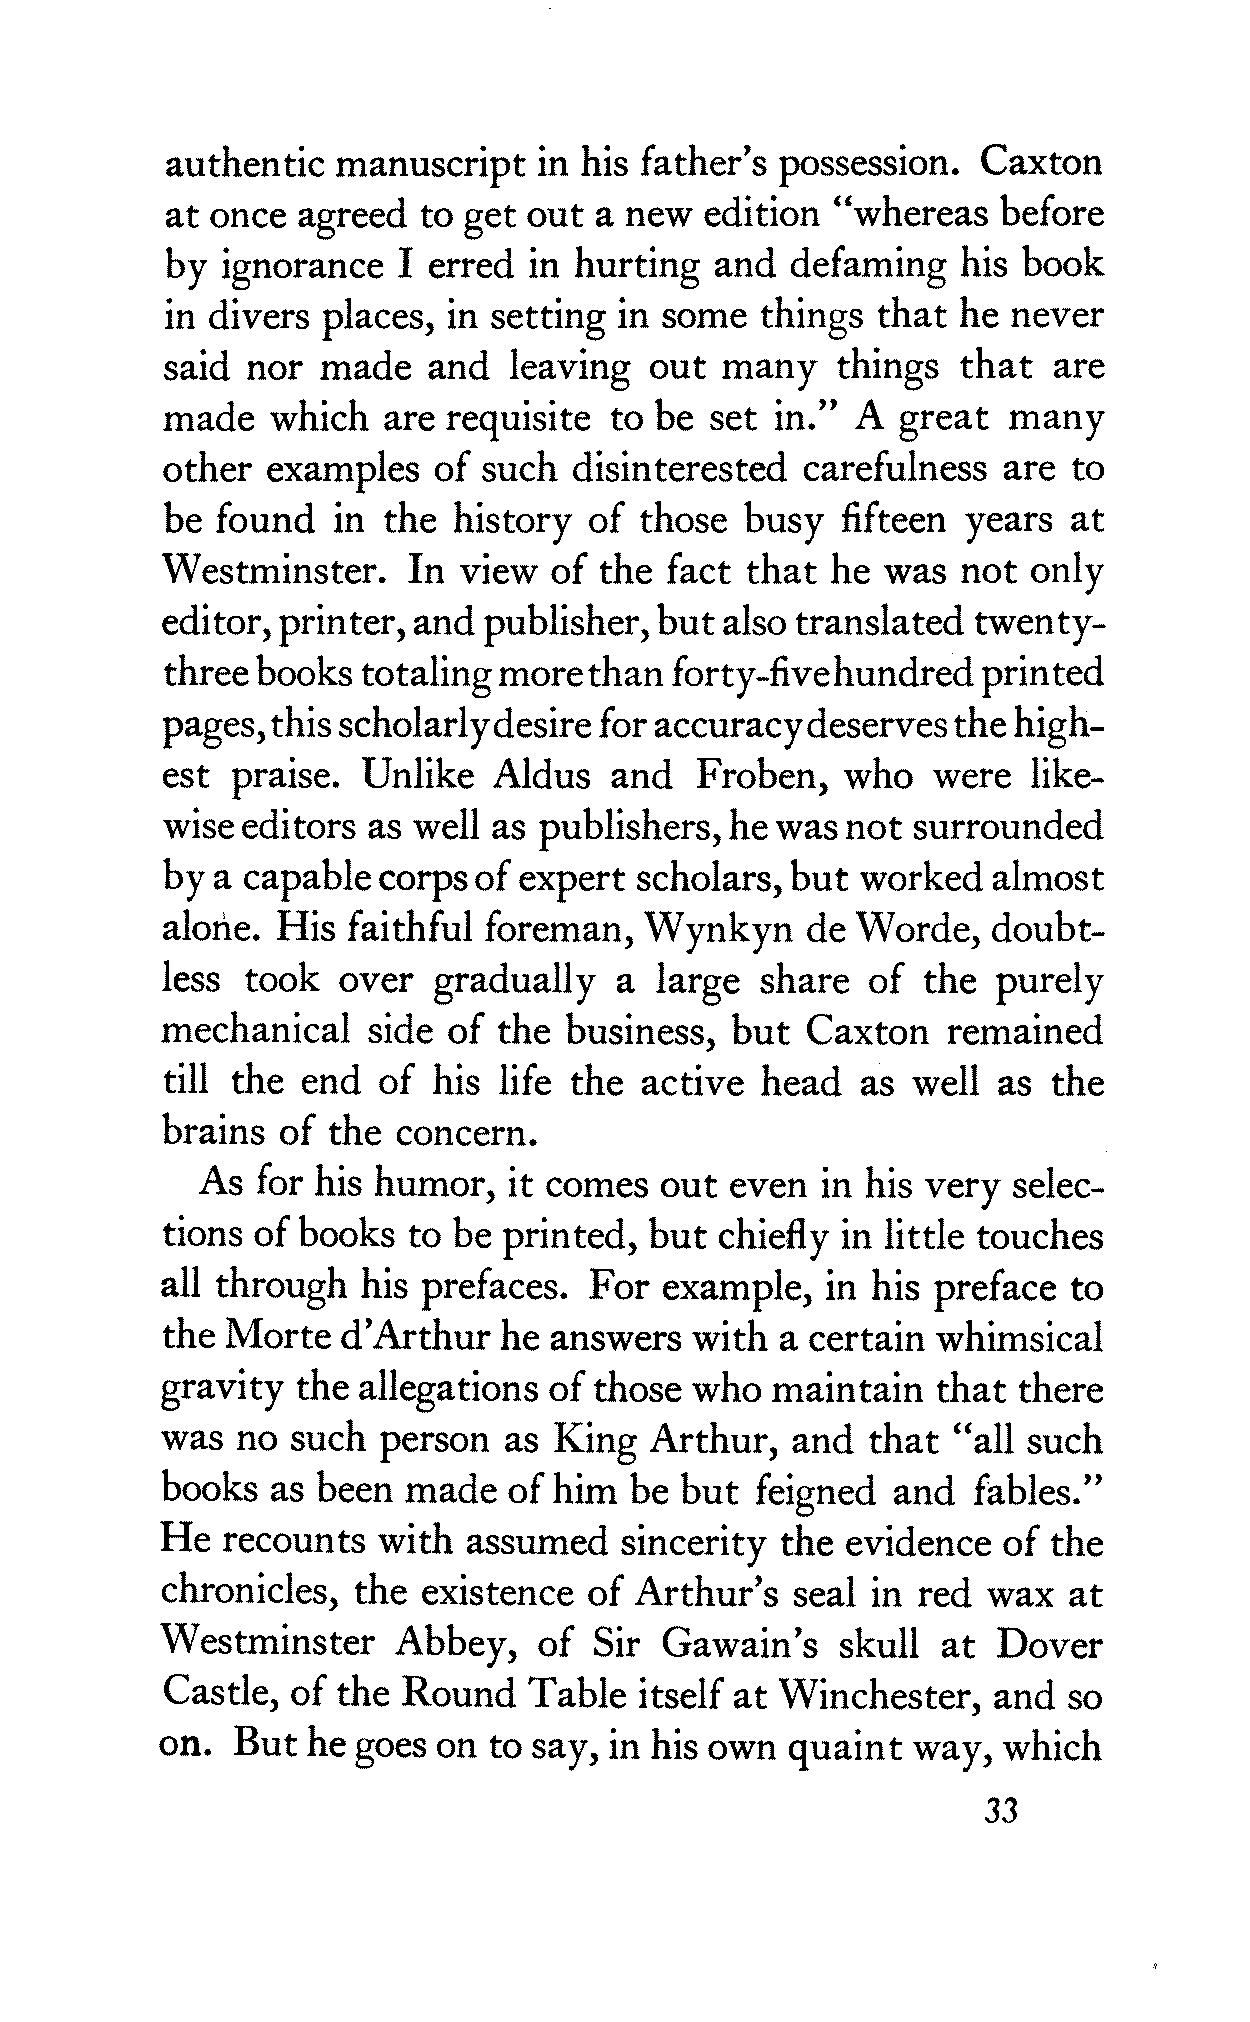 authentic manuscript in his father's possession. Caxton
at once agreed to get out a new edition "whereas before
by ignorance I erred in hurting and defaming his book
in divers places, in setting in some things that he never
said nor made and leaving out many things that are
made which are requisite to be set in." A great many
other examples of such disinterested carefulness are to
be found in the history of those busy fifteen years at
Westminster. In view of the fact that he was not only
editor, printer, and publisher, but also translated twenty-
three books totaling more than forty-five hundred printed
pages, this scholarly desire for accuracy deserves the high-
est praise. Unlike Aldus and Froben, who were like-
wise editors as well as publishers, he was not surrounded
by a capable corps of expert scholars, but worked almost
alone. His faithful foreman, Wynkyn de Worde, doubt-
less took over gradually a large share of the purely
mechanical side of the business, but Caxton remained
till the end of his life the active head as well as the
brains of the concern.
As for his humor, it comes out even in his very selec-
tions of books to be printed, but chiefly in little touches
all through his prefaces. For example, in his preface to
the Morte d'Arthur he answers with a certain whimsical
gravity the allegations of those who maintain that there
was no such person as King Arthur, and that "all such
books as been made of him be but feigned and fables."
He recounts with assumed sincerity the evidence of the
chronicles, the existence of Arthur's seal in red wax at
Westminster Abbey, of Sir Gawain's skull at Dover
Castle, of the Round Table itself at Winchester, and so
on. But he goes on to say, in his own quaint way, which
33